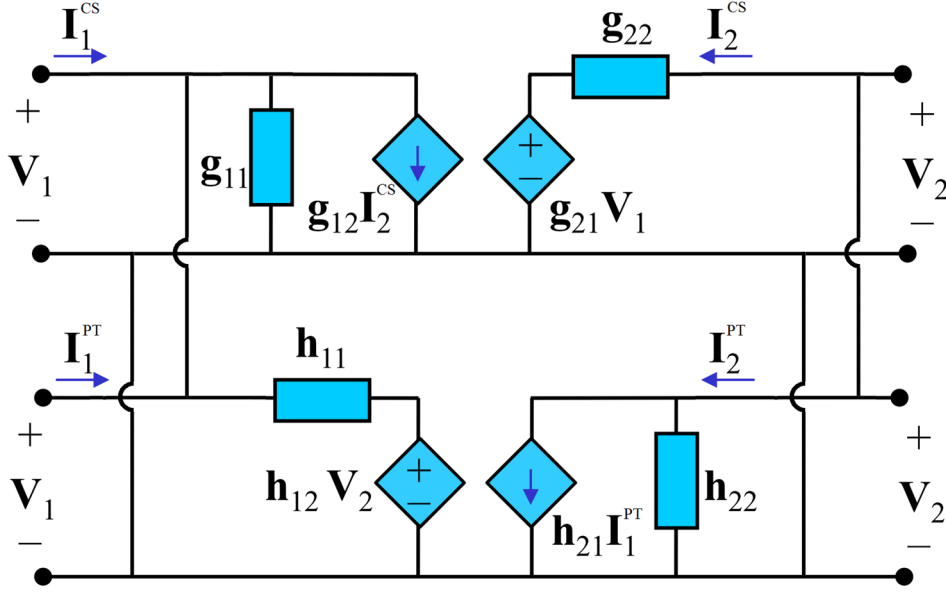 I₁ᶜˢ g₂₂ I₂ᶜˢ
+ + +
V₁ g₁₁ g₁₂I₂ᶜˢ − g₂₁V₁ V₂
− −
I₁ᴾᵀ h₁₁ I₂ᴾᵀ
+ + +
V₁ h₁₂ V₂ − h₂₁I₁ᴾᵀ h₂₂ V₂
− −